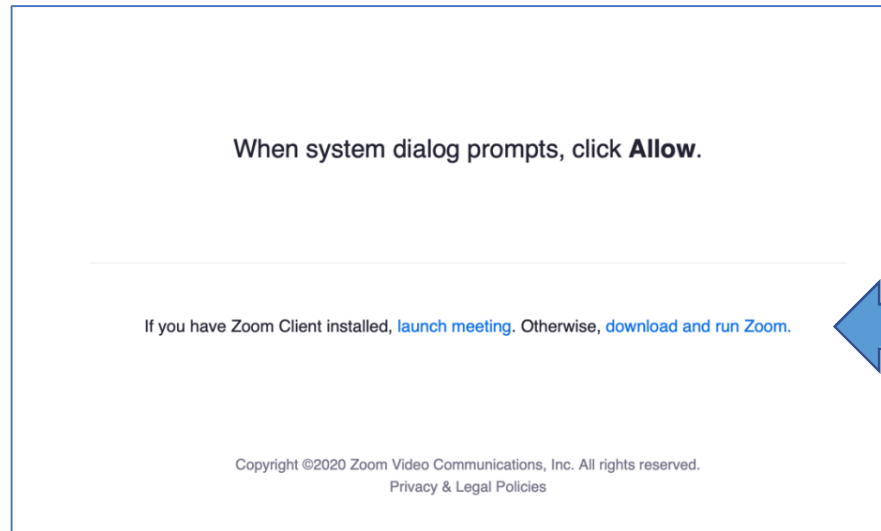 When system dialog prompts, click Allow.
If you have Zoom Client installed, launch meeting. Otherwise, download and run Zoom.
Copyright ©2020 Zoom Video Communications, Inc. All rights reserved.
Privacy & Legal Policies